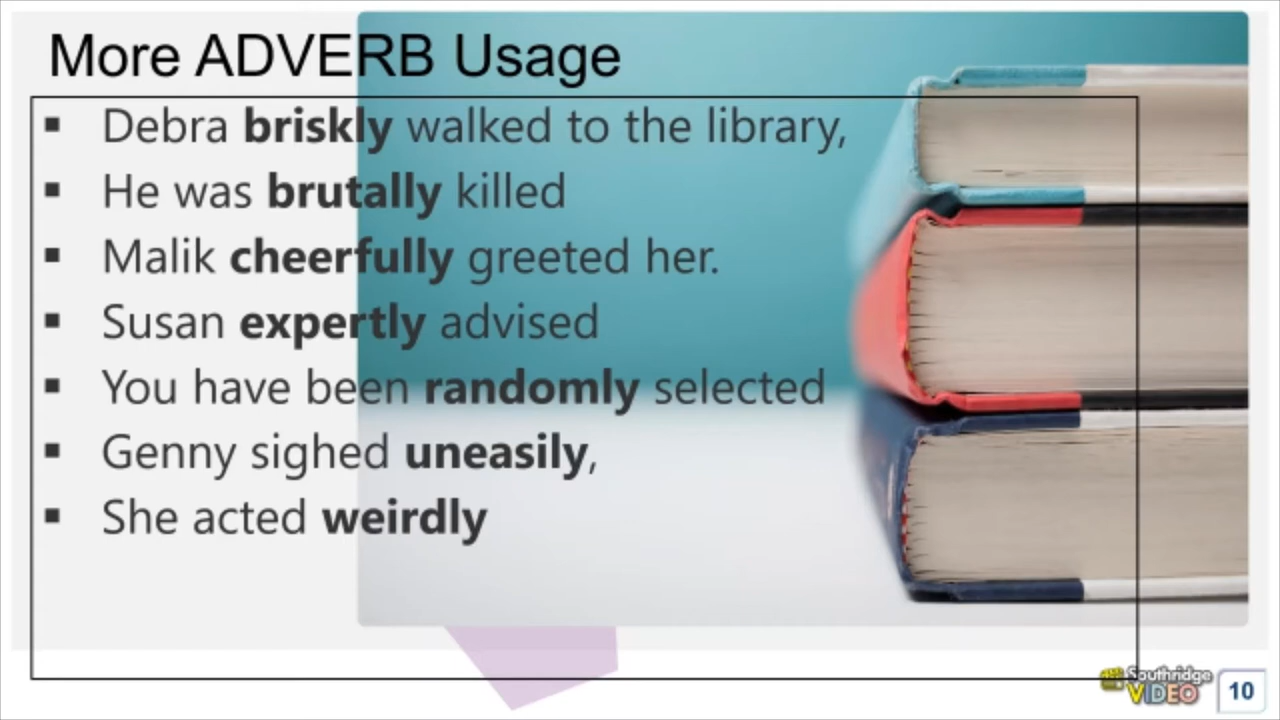 More ADVERB Usage
▪ Debra briskly walked to the library,
▪ He was brutally killed
▪ Malik cheerfully greeted her.
▪ Susan expertly advised
▪ You have been randomly selected
▪ Genny sighed uneasily,
▪ She acted weirdly
Southridge
VIDEO
10